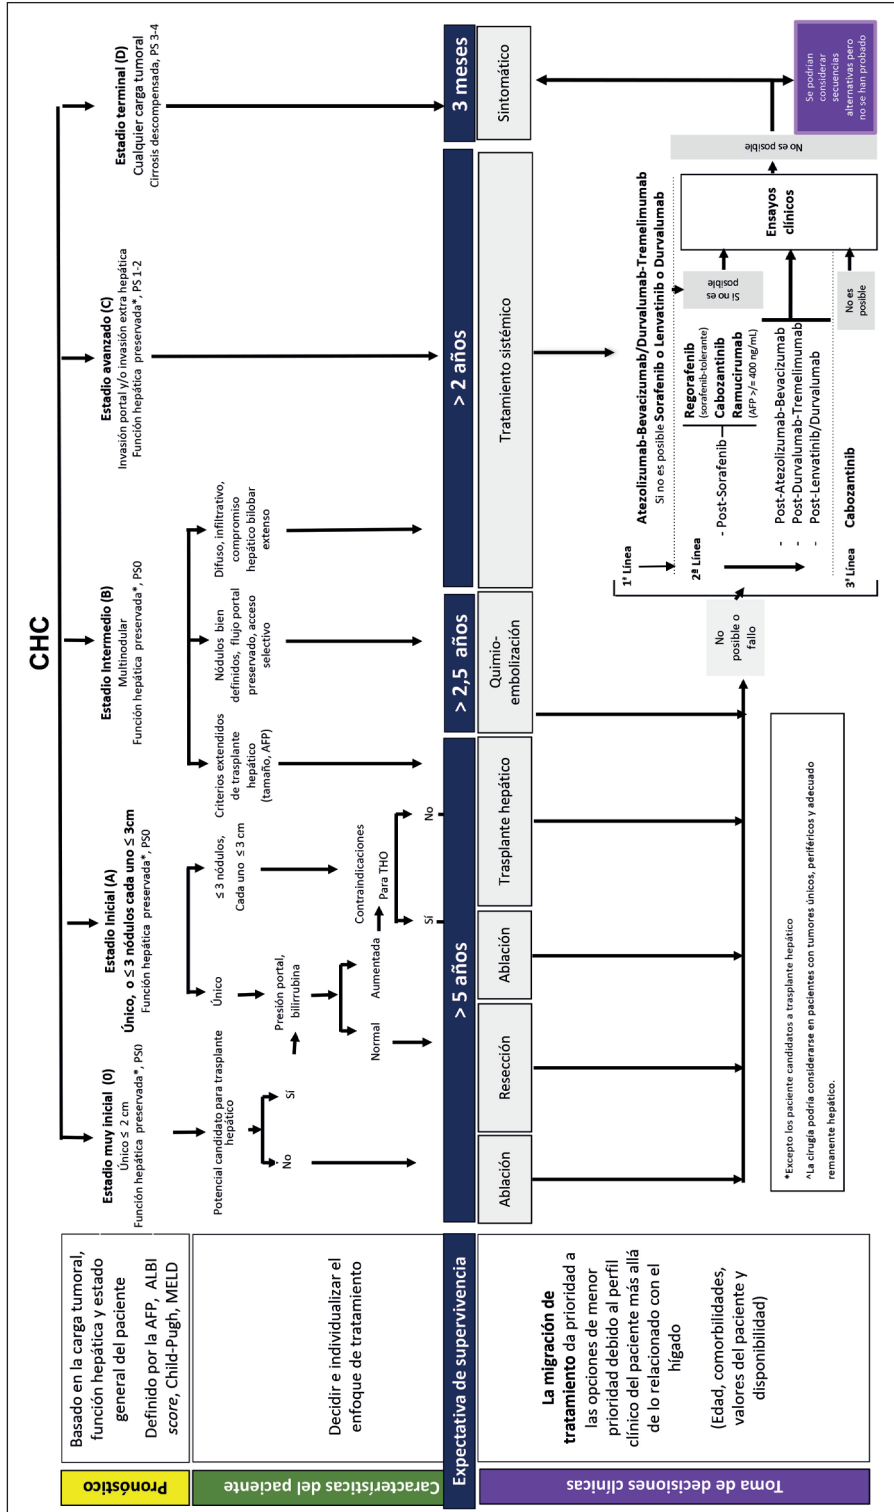 CHC
Pronóstico
Basado en la carga tumoral,
función hepática y estado
general del paciente
Definido por la AFP, ALBI
score, Child-Pugh, MELD
Estadio muy inicial (0)
Único ≤ 2 cm
Función hepática preservada*, PS0
Estadio Inicial (A)
Único, o ≤ 3 nódulos cada uno ≤ 3cm
Función hepática preservada*, PS0
Estadio Intermedio (B)
Multinodular
Función hepática preservada*, PS0
Estadio avanzado (C)
Invasión portal y/o invasión extra hepática
Función hepática preservada*, PS 1-2
Estadio terminal (D)
Cualquier carga tumoral
Cirrosis descompensada, PS 3-4
Características del paciente
Decidir e individualizar el
enfoque de tratamiento
Potencial candidato para trasplante
hepático
No
Sí
Único
≤ 3 nódulos,
Cada uno ≤ 3 cm
Presión portal,
bilirrubina
Normal
Aumentada
Contraindicaciones
Para THO
Sí
No
Criterios extendidos
de trasplante
hepático
(tamaño, AFP)
Nódulos bien
definidos, flujo portal
preservado, acceso
selectivo
Difuso, infiltrativo,
compromiso
hepático bilobar
extenso
Expectativa de supervivencia
> 5 años
> 2,5 años
> 2 años
3 meses
Toma de decisiones clínicas
La migración de
tratamiento da prioridad a
las opciones de menor
prioridad debido al perfil
clínico del paciente más allá
de lo relacionado con el
hígado
(Edad, comorbilidades,
valores del paciente y
disponibilidad)
Ablación
Resección
Ablación
Trasplante hepático
Quimio-
embolización
Tratamiento sistémico
Sintomático
No
posible o
fallo
1ª Línea
Atezolizumab-Bevacizumab/Durvalumab-Tremelimumab
Si no es posible Sorafenib o Lenvatinib o Durvalumab
2ª Línea
- Post-Sorafenib
Regorafenib
(sorafenib-tolerante)
Cabozantinib
Ramucirumab
(AFP >/= 400 ng/mL)
Si no es
posible
- Post-Atezolizumab-Bevacizumab
- Post-Durvalumab-Tremelimumab
- Post-Lenvatinib/Durvalumab
3ª Línea
Cabozantinib
No es
posible
Ensayos
clínicos
No es posible
Se podrían
considerar
secuencias
alternativas pero
no se han probado
*Excepto los paciente candidatos a trasplante hepático
^La cirugía podría considerarse en pacientes con tumores únicos, periféricos y adecuado
remanente hepático.